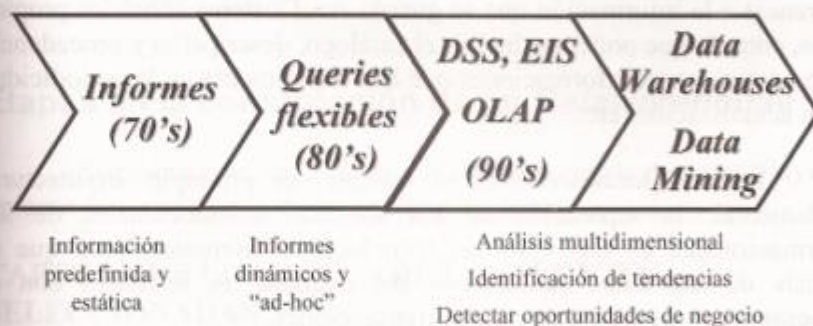 Informes
(70's)
Queries
flexibles
(80's)
DSS, EIS
OLAP
(90's)
Data
Warehouses
Data
Mining
Información
predefinida y
estática
Informes
dinámicos y
“ad-hoc”
Análisis multidimensional
Identificación de tendencias
Detectar oportunidades de negocio